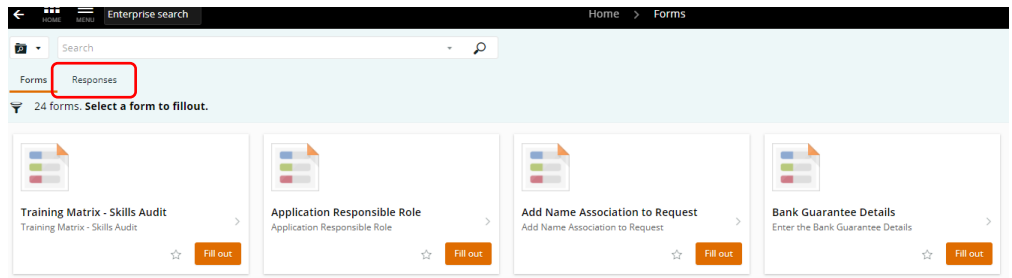 HOME MENU Enterprise search Home > Forms
Search
Forms Responses
24 forms. Select a form to fillout.
Training Matrix - Skills Audit
Training Matrix - Skills Audit
Fill out
Application Responsible Role
Application Responsible Role
Fill out
Add Name Association to Request
Add Name Association to Request
Fill out
Bank Guarantee Details
Enter the Bank Guarantee Details
Fill out